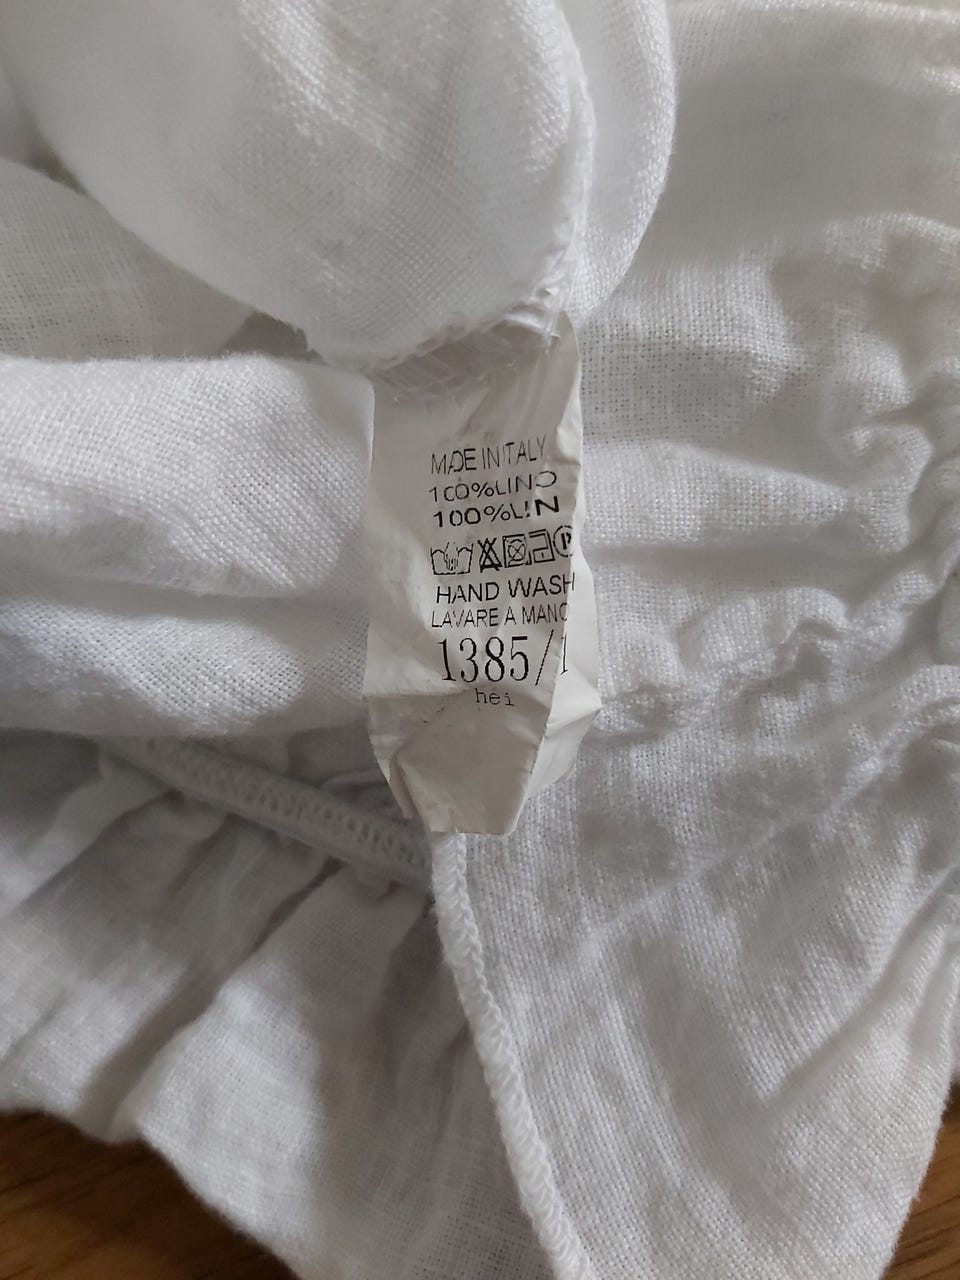 MADE IN ITALY
100%LINO
100%LIN
P
HAND WASH
LAVARE A MANO
1385/1
hei